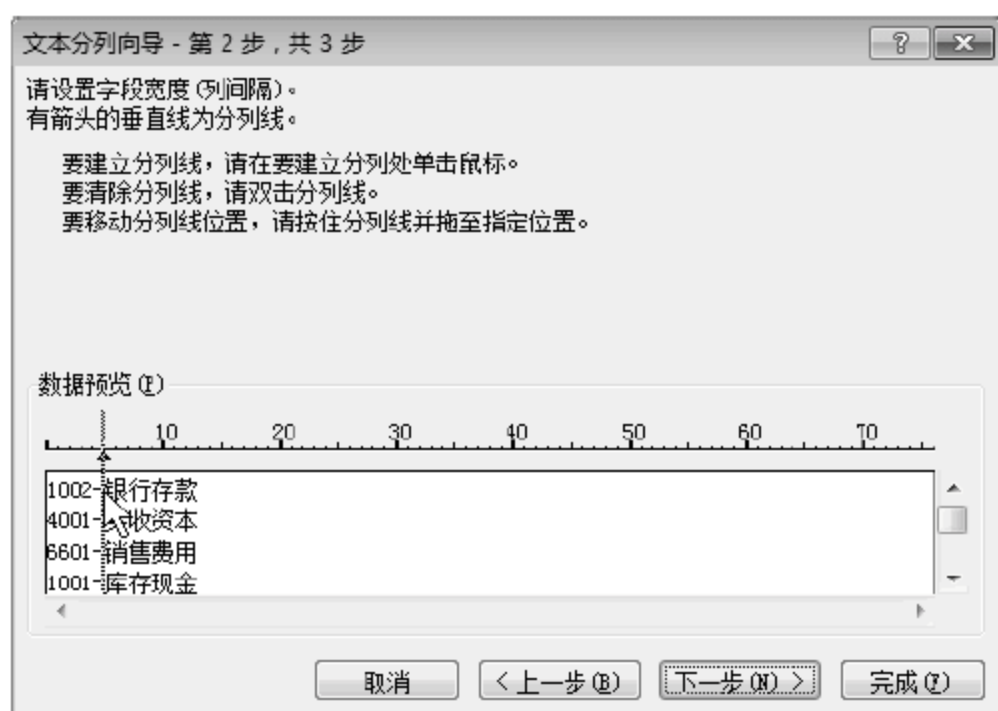 文本分列向导 - 第 2 步，共 3 步
请设置字段宽度(列间隔)。
有箭头的垂直线为分列线。
要建立分列线，请在要建立分列处单击鼠标。
要清除分列线，请双击分列线。
要移动分列线位置，请按住分列线并拖至指定位置。
数据预览(P)
10 20 30 40 50 60 70
1002-银行存款
4001-收资本
6601-销售费用
1001-库存现金
取消 <上一步(B) 下一步(N)> 完成(F)